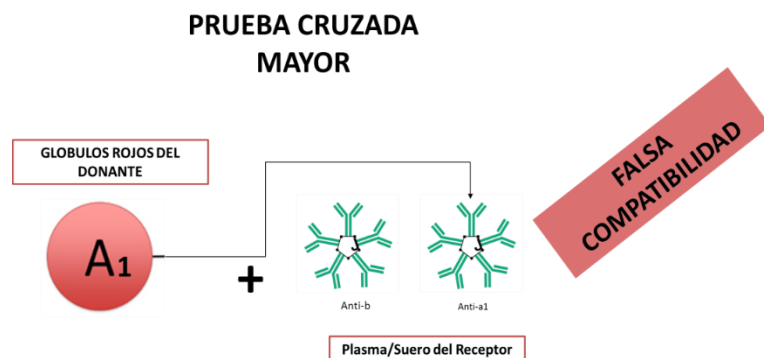 PRUEBA CRUZADA
MAYOR
GLOBULOS ROJOS DEL
DONANTE
A1
+
Anti-b
Anti-a1
Plasma/Suero del Receptor
FALSA
COMPATIBILIDAD